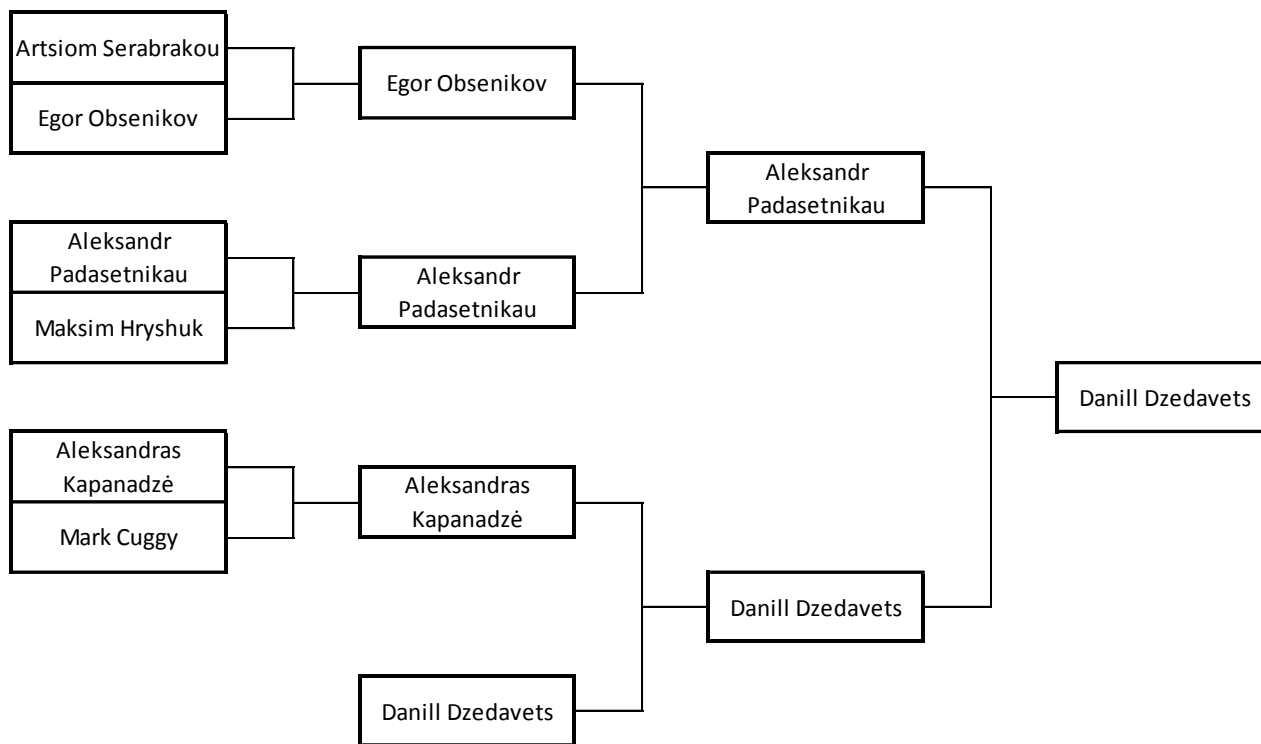 Artsiom Serabrakou
Egor Obsenikov
Egor Obsenikov
Aleksandr
Padasetnikau
Aleksandr
Padasetnikau
Maksim Hryshuk
Aleksandr
Padasetnikau
Danill Dzedavets
Aleksandras
Kapanadzė
Mark Cuggy
Aleksandras
Kapanadzė
Danill Dzedavets
Danill Dzedavets